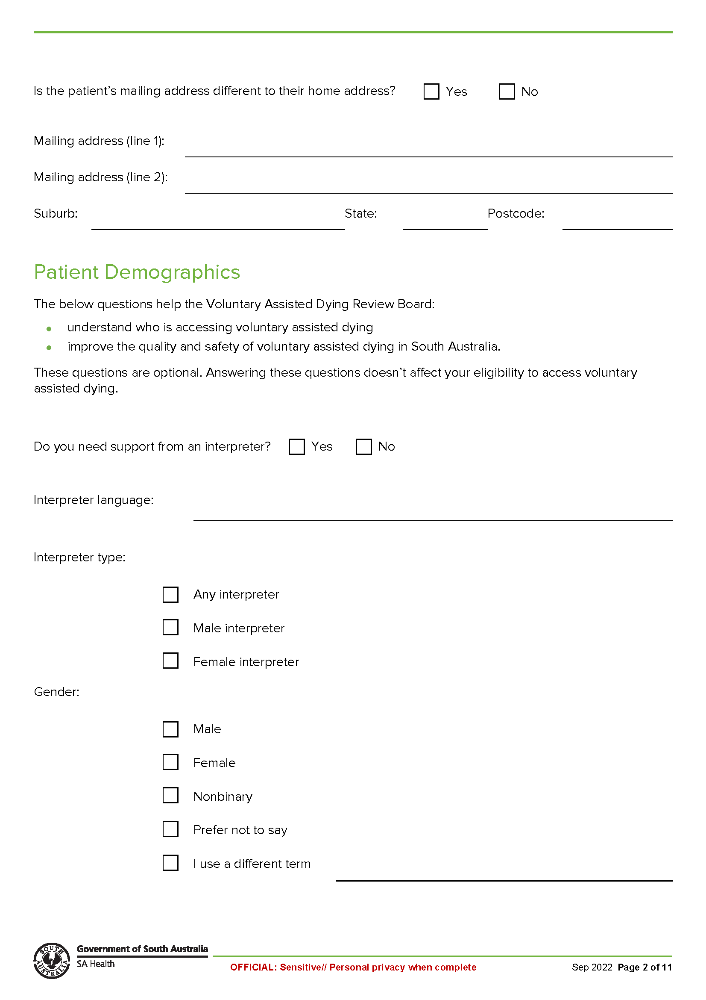 Is the patient’s mailing address different to their home address? Yes No
Mailing address (line 1):
Mailing address (line 2):
Suburb: State: Postcode:
Patient Demographics
The below questions help the Voluntary Assisted Dying Review Board:
• understand who is accessing voluntary assisted dying
• improve the quality and safety of voluntary assisted dying in South Australia.
These questions are optional. Answering these questions doesn’t affect your eligibility to access voluntary
assisted dying.
Do you need support from an interpreter? Yes No
Interpreter language:
Interpreter type:
Any interpreter
Male interpreter
Female interpreter
Gender:
Male
Female
Nonbinary
Prefer not to say
I use a different term
SOUTH AUSTRALIA
Government of South Australia
SA Health
OFFICIAL: Sensitive// Personal privacy when complete
Sep 2022 Page 2 of 11